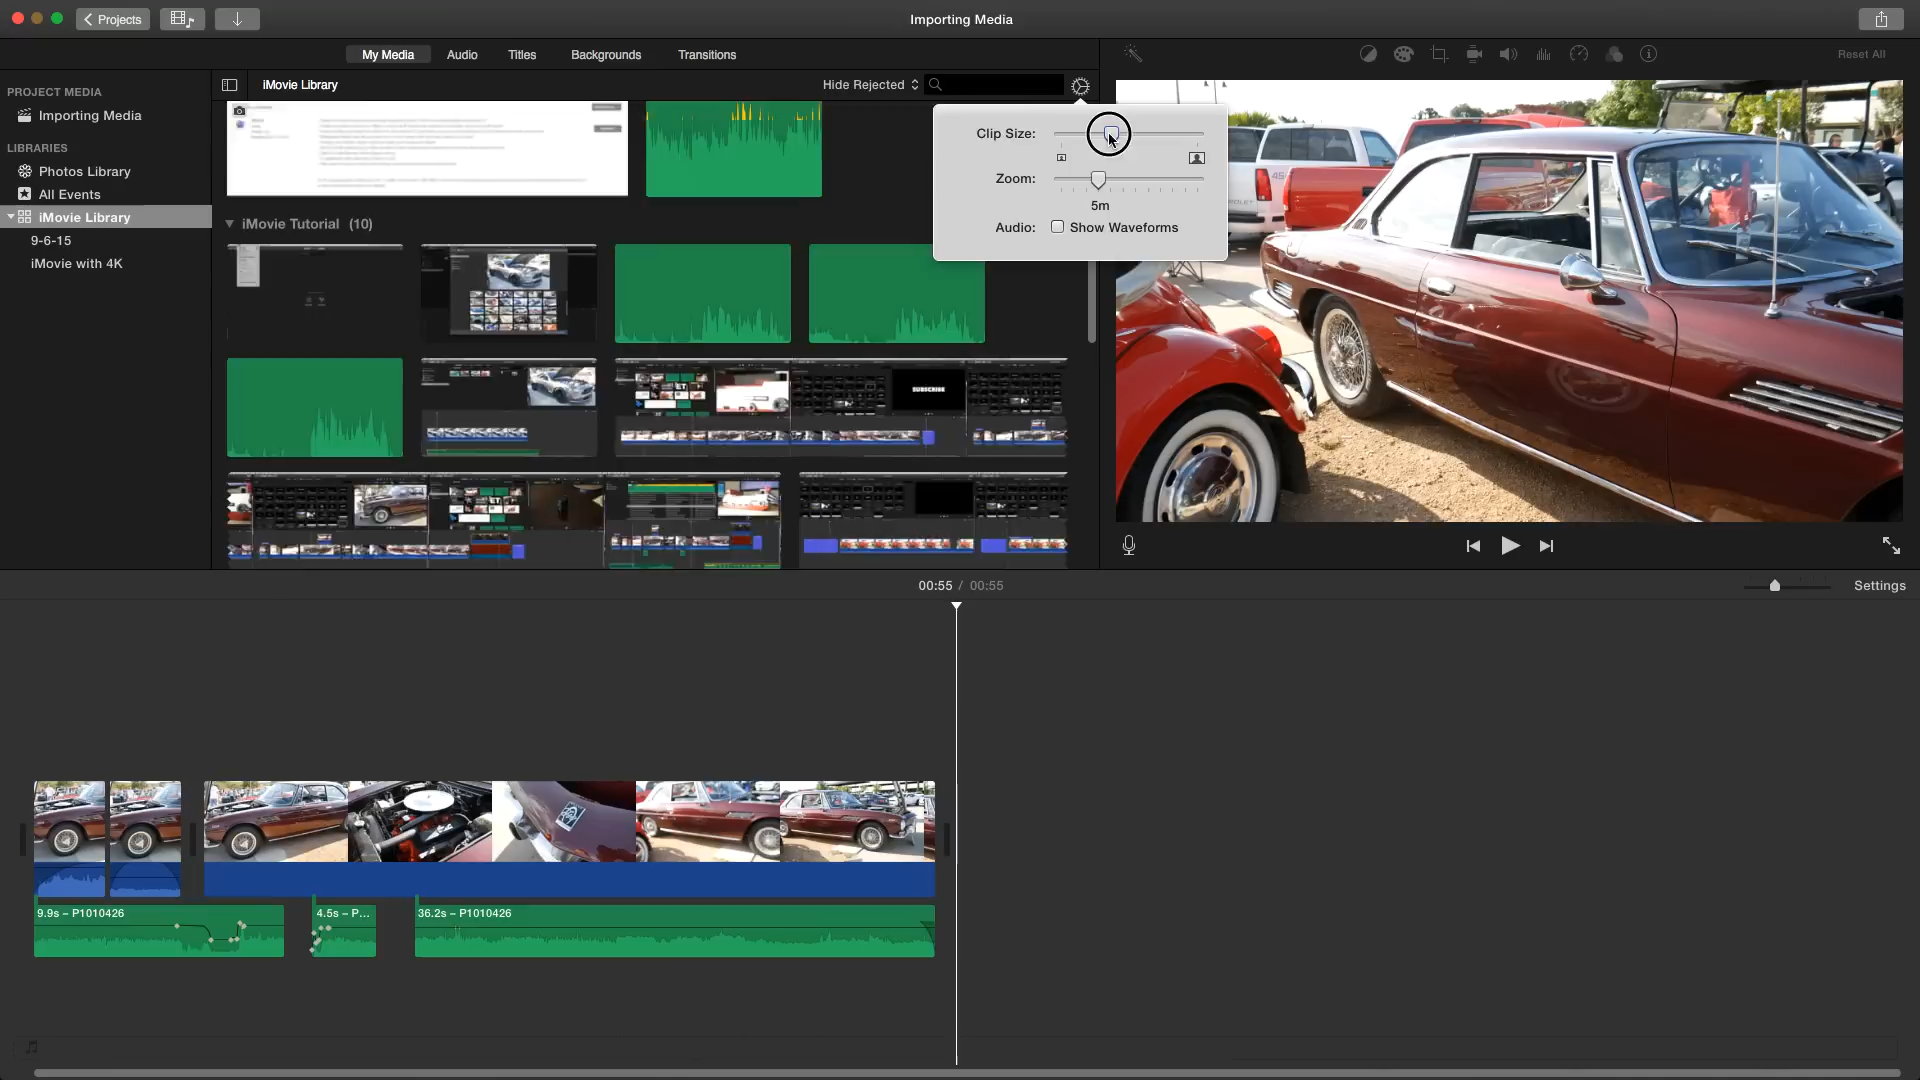 Projects
Importing Media
My Media
Audio
Titles
Backgrounds
Transitions
Reset All
PROJECT MEDIA
Importing Media
LIBRARIES
Photos Library
All Events
iMovie Library
9-6-15
iMovie with 4K
iMovie Library
Hide Rejected
Clip Size:
Zoom:
5m
Audio:
Show Waveforms
iMovie Tutorial (10)
SUBSCRIBE
00:55 / 00:55
Settings
9.9s – P1010426
4.5s – P...
36.2s – P1010426